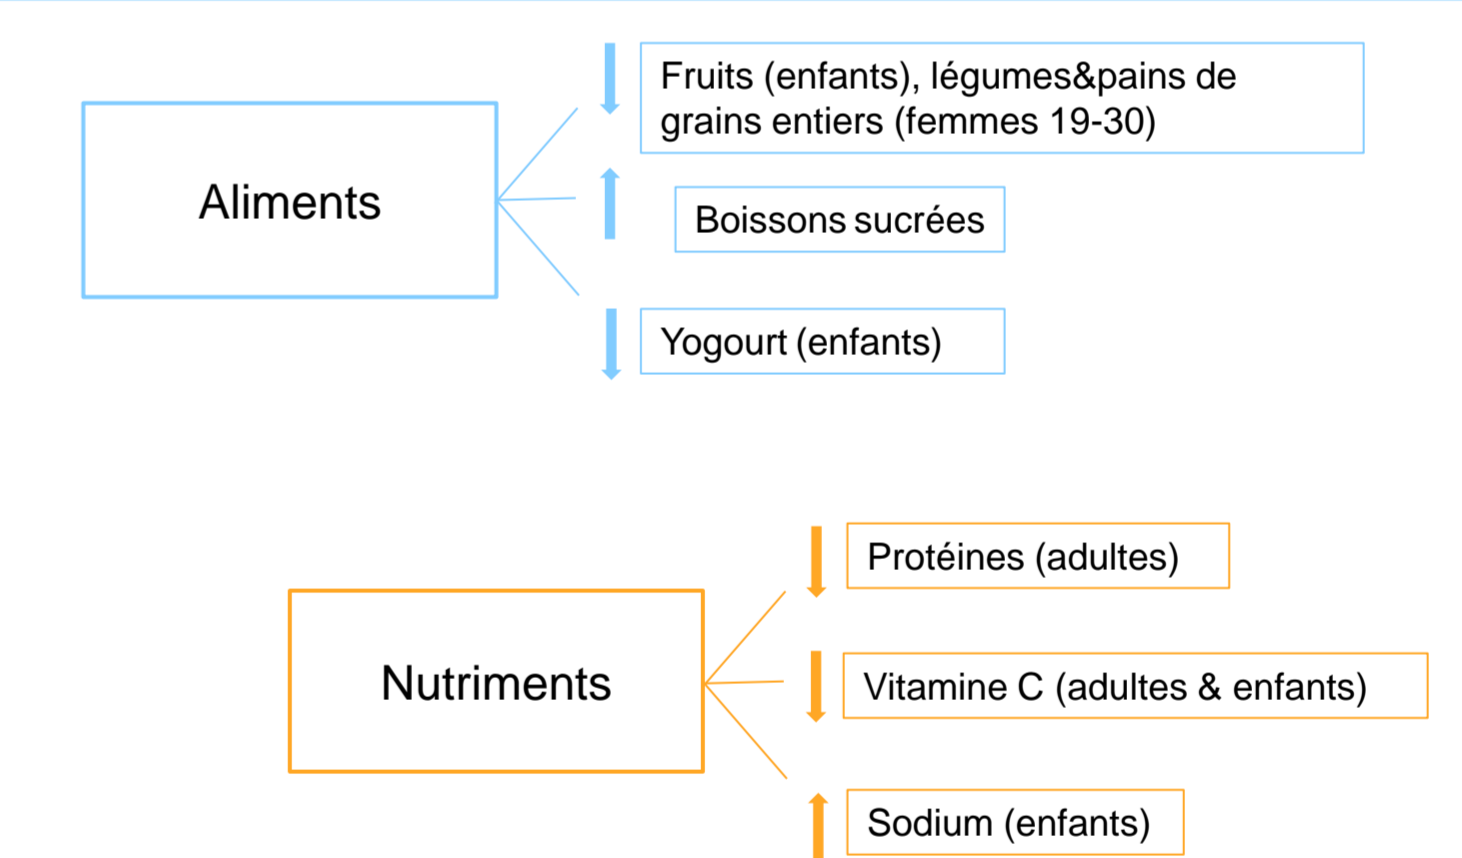 Aliments
Fruits (enfants), légumes&pains de
grains entiers (femmes 19-30)
Boissons sucrées
Yogourt (enfants)
Nutriments
Protéines (adultes)
Vitamine C (adultes & enfants)
Sodium (enfants)